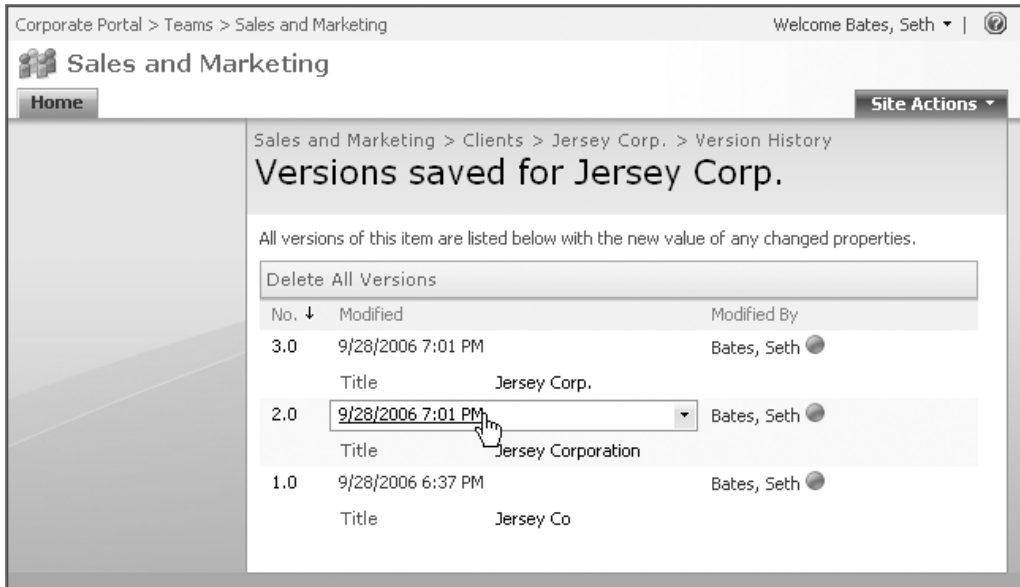 Corporate Portal > Teams > Sales and Marketing Welcome Bates, Seth |
Sales and Marketing
Home Site Actions
Sales and Marketing > Clients > Jersey Corp. > Version History
Versions saved for Jersey Corp.
All versions of this item are listed below with the new value of any changed properties.
Delete All Versions
No. ↓ Modified Modified By
3.0 9/28/2006 7:01 PM Bates, Seth
Title Jersey Corp.
2.0 9/28/2006 7:01 PM Bates, Seth
Title Jersey Corporation
1.0 9/28/2006 6:37 PM Bates, Seth
Title Jersey Co